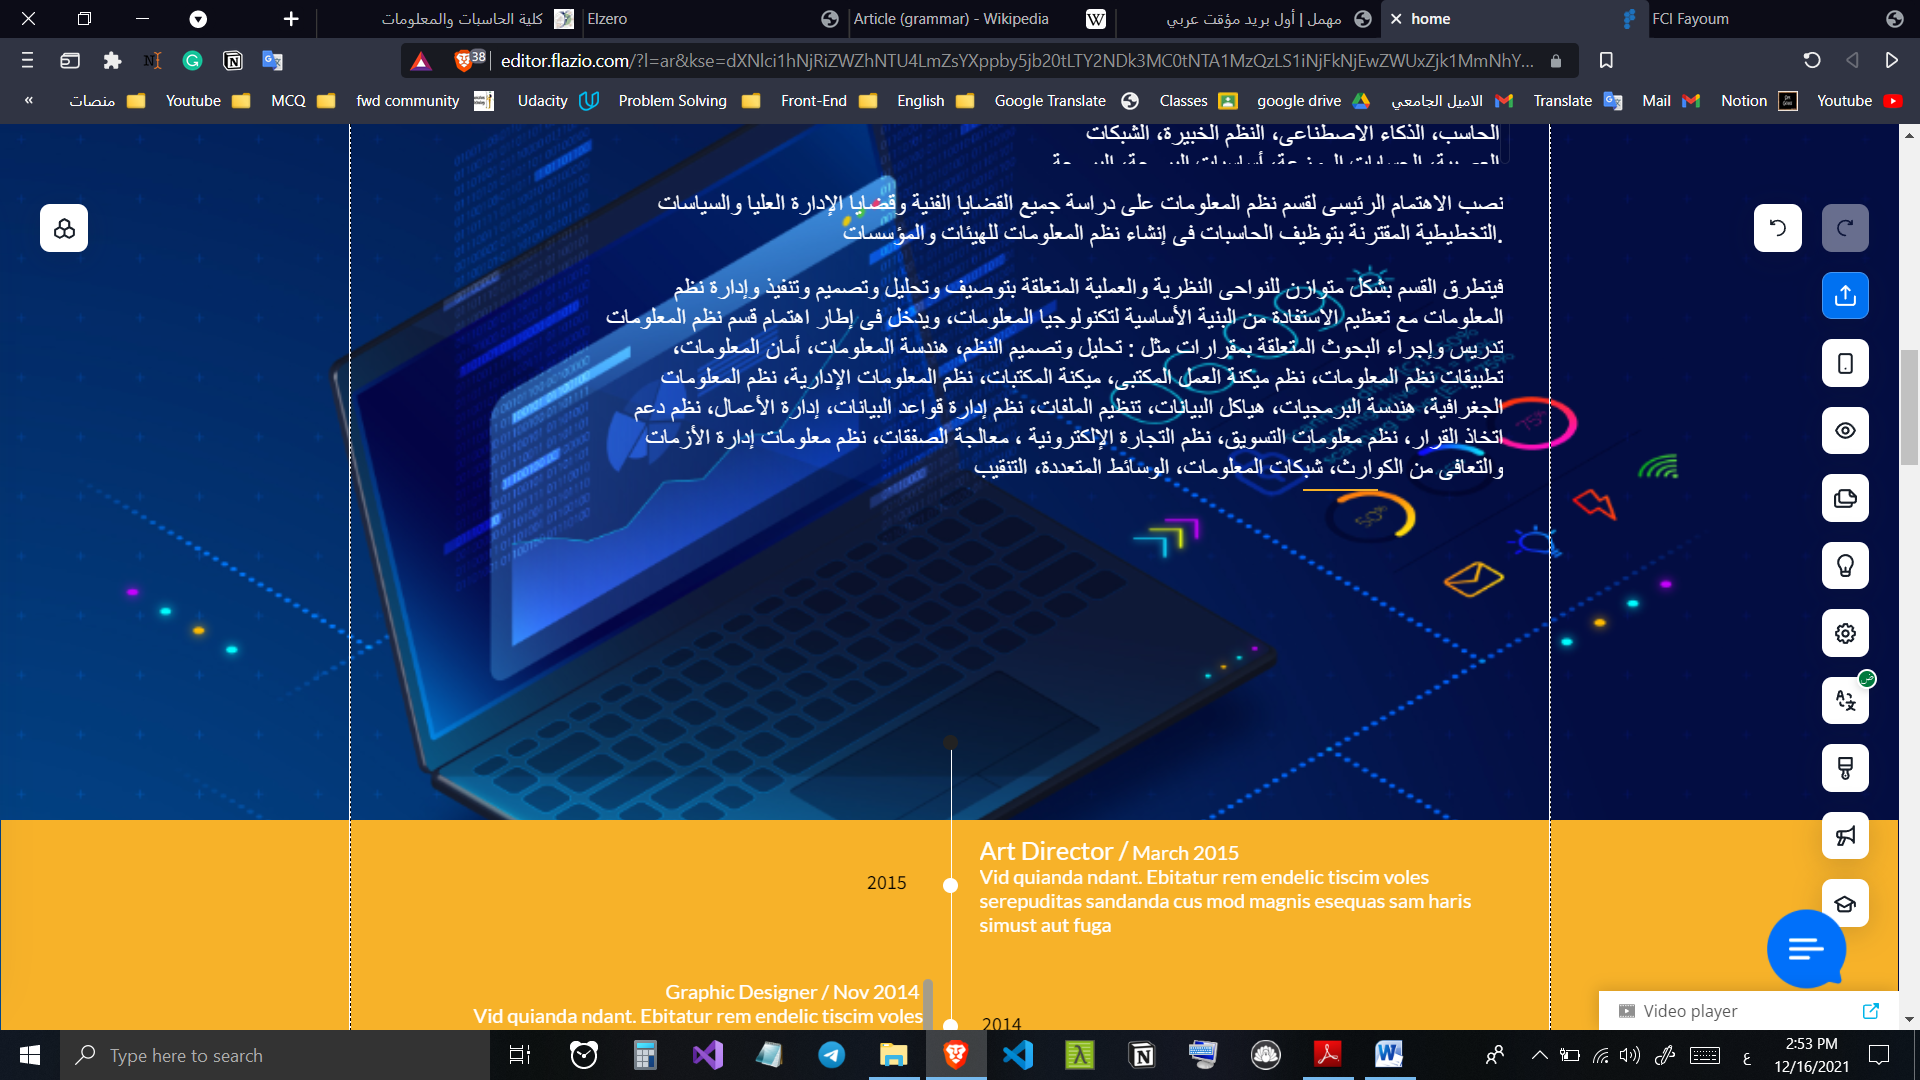 كلية الحاسبات والمعلومات
Elzero
Article (grammar) - Wikipedia
مهمل | أول بريد مؤقت عربي
home
FCI Fayoum
38
editor.flazio.com
منصات
Youtube
MCQ
fwd community
Udacity
Problem Solving
Front-End
English
Google Translate
Classes
google drive
الاميل الجامعي
Translate
Mail
Notion
Youtube
الحاسب، الذكاء الاصطناعى، النظم الخبيرة، الشبكات
نصب الاهتمام الرئيسى لقسم نظم المعلومات على دراسة جميع القضايا الفنية وقضايا الإدارة العليا والسياسات
.التخطيطية المقترنة بتوظيف الحاسبات فى إنشاء نظم المعلومات للهيئات والمؤسسات
فيتطرق القسم بشكل متوازن للنواحى النظرية والعملية المتعلقة بتوصيف وتحليل وتصميم وتنفيذ وإدارة نظم
المعلومات مع تعظيم الاستفادة من البنية الأساسية لتكنولوجيا المعلومات، ويدخل فى إطار اهتمام قسم نظم المعلومات
تدريس وإجراء البحوث المتعلقة بمقرارات مثل : تحليل وتصميم النظم، هندسة المعلومات، أمان المعلومات،
تطبيقات نظم المعلومات، نظم ميكنة العمل المكتبى، ميكنة المكتبات، نظم المعلومات الإدارية، نظم المعلومات
الجغرافية، هندسة البرمجيات، هياكل البيانات، تنظيم الملفات، نظم إدارة قواعد البيانات، إدارة الأعمال، نظم دعم
اتخاذ القرار، نظم معلومات التسويق، نظم التجارة الإلكترونية ، معالجة الصفقات، نظم معلومات إدارة الأزمات
والتعافى من الكوارث، شبكات المعلومات، الوسائط المتعددة، التنقيب
75%
50%
Art Director / March 2015
2015
Vid quianda ndant. Ebitatur rem endelic tiscim voles
serepuditas sandanda cus mod magnis esequas sam haris
simust aut fuga
Graphic Designer / Nov 2014
Vid quianda ndant. Ebitatur rem endelic tiscim voles
2014
Video player
Type here to search
ع
2:53 PM
12/16/2021